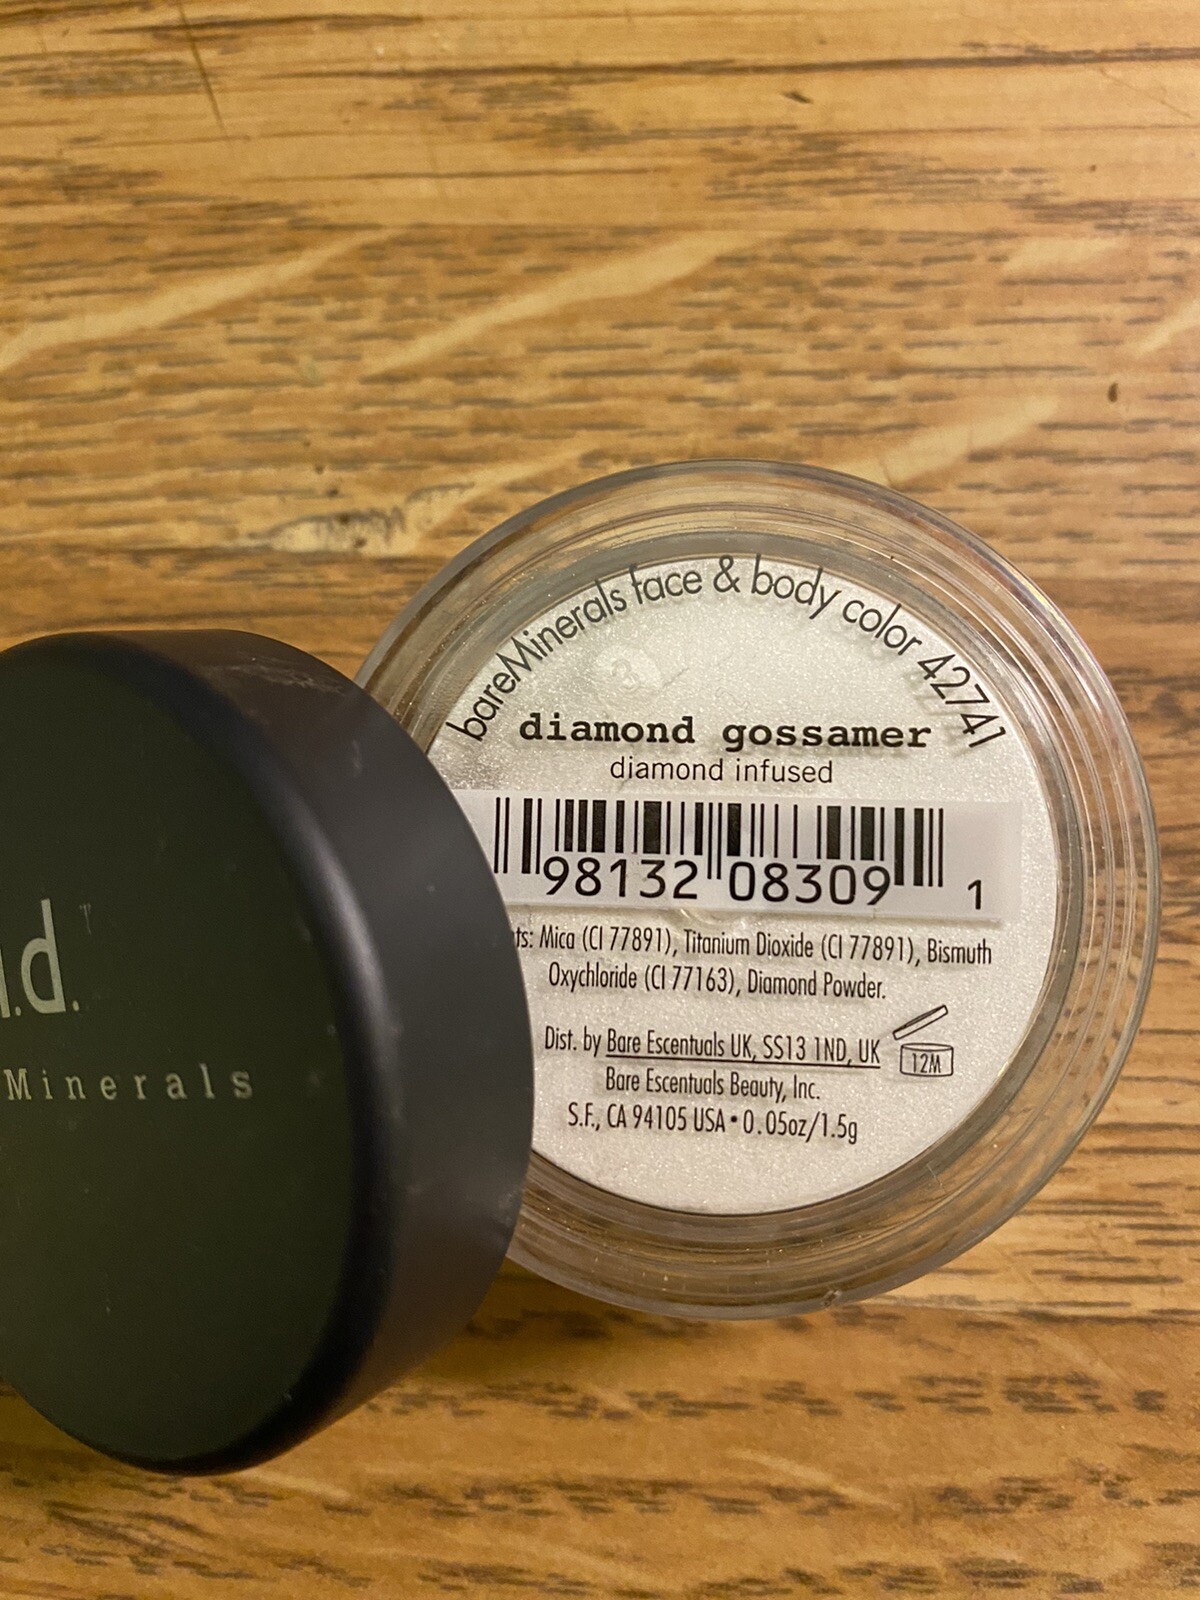 bareMinerals face & body color 42741
diamond gossamer
diamond infused
98132 08309 1
Mica (CI 77891), Titanium Dioxide (CI 77891), Bismuth
Oxychloride (CI 77163), Diamond Powder.
Dist. by Bare Escentuals UK, SS13 1ND, UK
12M
Bare Escentuals Beauty, Inc.
S.F., CA 94105 USA • 0.05oz/1.5g
.d.
Minerals